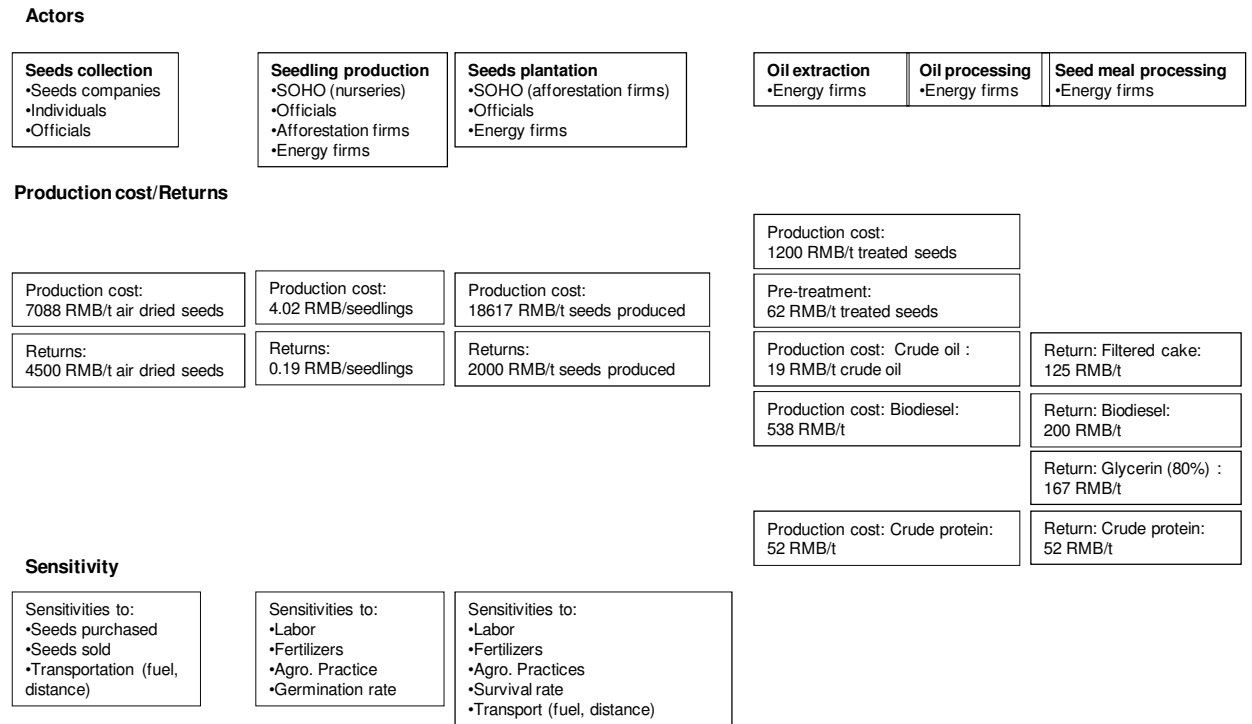 Actors
Seeds collection
•Seeds companies
•Individuals
•Officials
Seedling production
•SOHO (nurseries)
•Officials
•Afforestation firms
•Energy firms
Seeds plantation
•SOHO (afforestation firms)
•Officials
•Energy firms
Oil extraction
•Energy firms
Oil processing
•Energy firms
Seed meal processing
•Energy firms
Production cost/Returns
Production cost:
7088 RMB/t air dried seeds
Returns:
4500 RMB/t air dried seeds
Production cost:
4.02 RMB/seedlings
Returns:
0.19 RMB/seedlings
Production cost:
18617 RMB/t seeds produced
Returns:
2000 RMB/t seeds produced
Production cost:
1200 RMB/t treated seeds
Pre-treatment:
62 RMB/t treated seeds
Production cost: Crude oil :
19 RMB/t crude oil
Return: Filtered cake:
125 RMB/t
Production cost: Biodiesel:
538 RMB/t
Return: Biodiesel:
200 RMB/t
Return: Glycerin (80%) :
167 RMB/t
Production cost: Crude protein:
52 RMB/t
Return: Crude protein:
52 RMB/t
Sensitivity
Sensitivities to:
•Seeds purchased
•Seeds sold
•Transportation (fuel,
distance)
Sensitivities to:
•Labor
•Fertilizers
•Agro. Practice
•Germination rate
Sensitivities to:
•Labor
•Fertilizers
•Agro. Practices
•Survival rate
•Transport (fuel, distance)